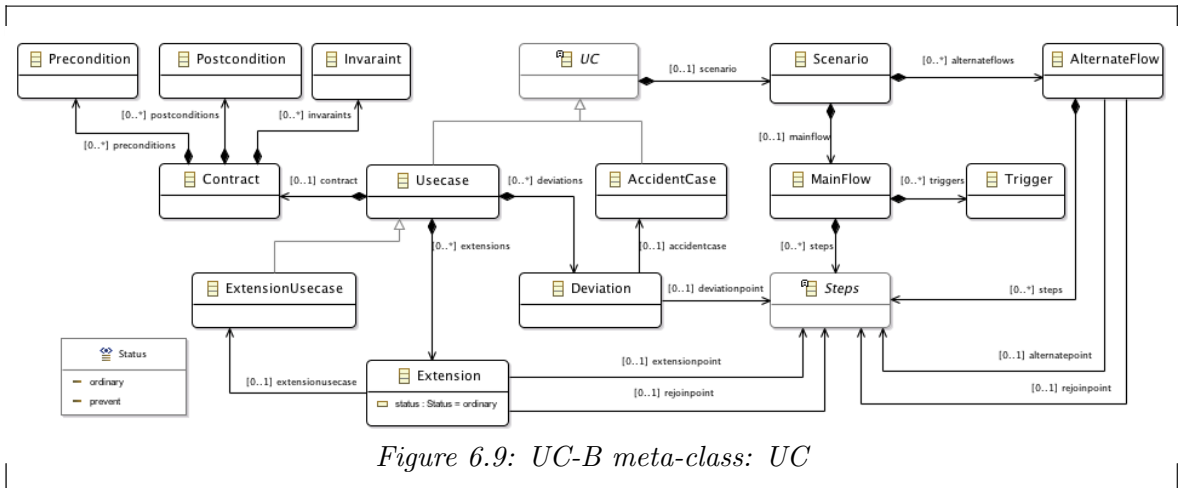 Precondition
Postcondition
Invaraint
UC
Scenario
AlternateFlow
[0..1] scenario
[0..*] alternateflows
[0..*] postconditions
[0..*] invaraints
[0..*] preconditions
[0..1] mainflow
Contract
[0..1] contract
Usecase
[0..*] deviations
AccidentCase
MainFlow
[0..*] triggers
Trigger
[0..*] extensions
[0..1] accidentcase
[0..*] steps
ExtensionUsecase
Deviation
[0..1] deviationpoint
Steps
[0..*] steps
Status
ordinary
prevent
[0..1] extensionusecase
Extension
status : Status = ordinary
[0..1] extensionpoint
[0..1] rejoinpoint
[0..1] alternatepoint
[0..1] rejoinpoint
Figure 6.9: UC-B meta-class: UC